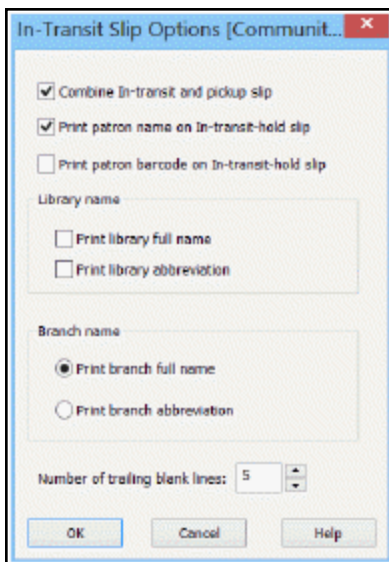 In-Transit Slip Options [Communit...
Combine In-transit and pickup slip
Print patron name on In-transit-hold slip
Print patron barcode on In-transit-hold slip
Library name
Print library full name
Print library abbreviation
Branch name
Print branch full name
Print branch abbreviation
Number of trailing blank lines: 5
OK Cancel Help